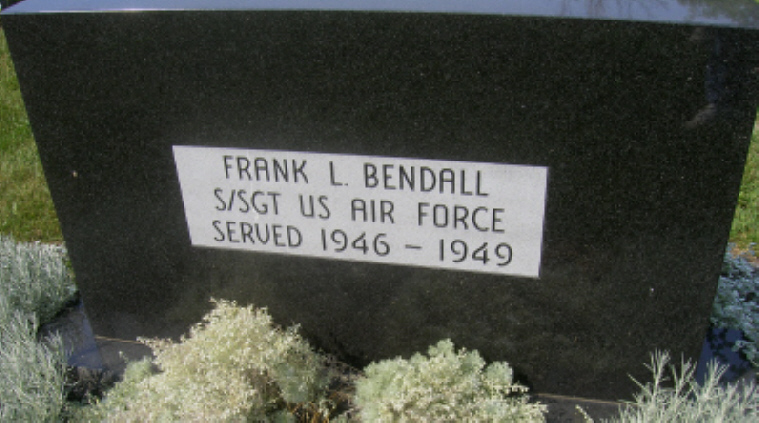 FRANK L. BENDALL
S/SGT US AIR FORCE
SERVED 1946 – 1949